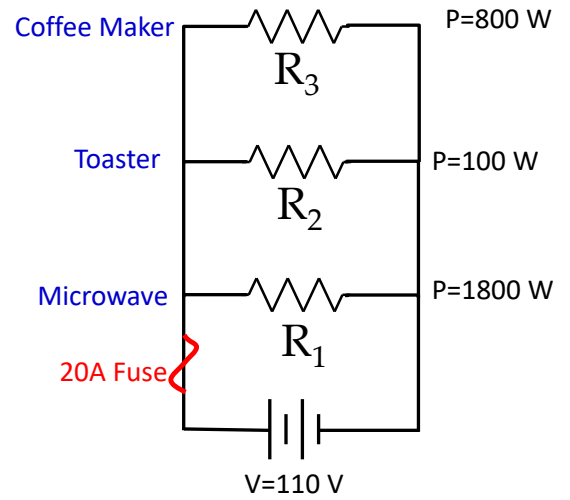 Coffee Maker
P=800 W
R3
Toaster
P=100 W
R2
Microwave
P=1800 W
R1
20A Fuse
V=110 V